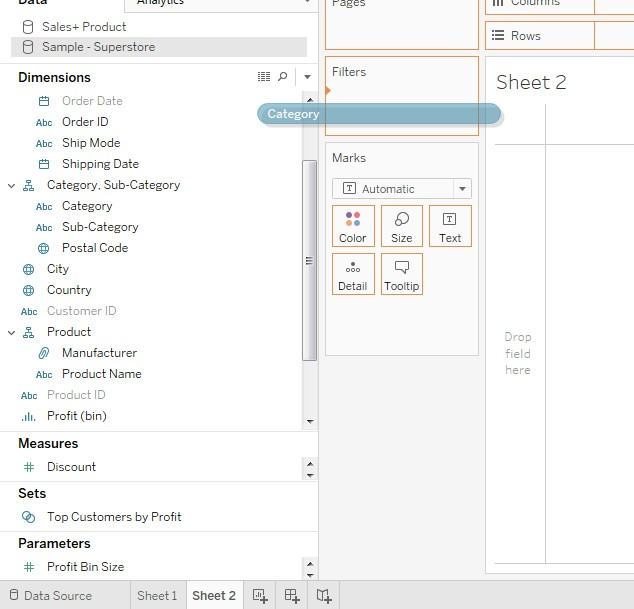 Data
Analytics
Sales+ Product
Sample - Superstore
Dimensions
Order Date
Abc Order ID
Abc Ship Mode
Shipping Date
Category, Sub-Category
Abc Category
Abc Sub-Category
Postal Code
City
Country
Abc Customer ID
Product
Manufacturer
Abc Product Name
Abc Product ID
Profit (bin)
Measures
# Discount
Sets
Top Customers by Profit
Parameters
# Profit Bin Size
Pages
Filters
Category
Marks
T Automatic
Color
Size
T Text
Detail
Tooltip
Columns
Rows
Sheet 2
Drop
field
here
Data Source
Sheet 1
Sheet 2